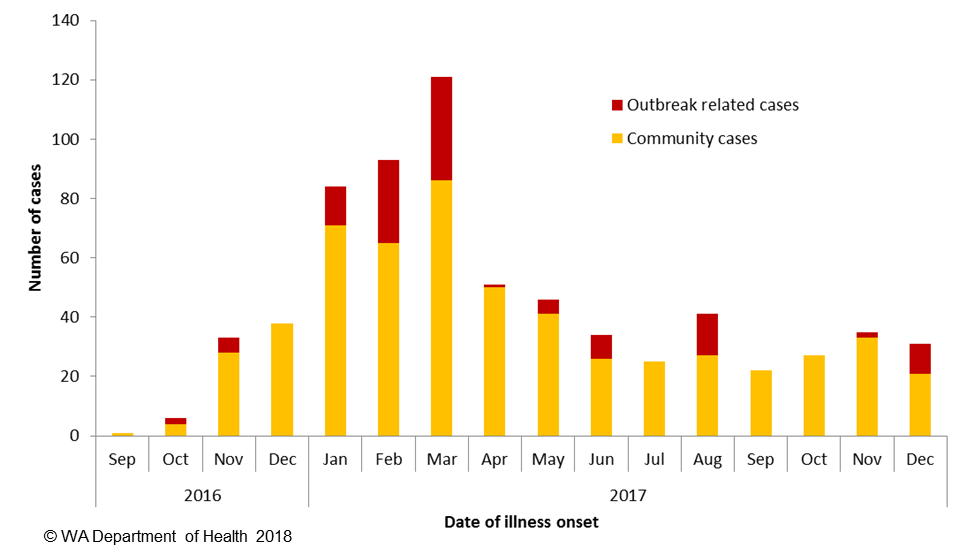 140
120
100
80
60
40
20
0
Number of cases
Outbreak related cases
Community cases
Sep Oct Nov Dec Jan Feb Mar Apr May Jun Jul Aug Sep Oct Nov Dec
2016 2017
Date of illness onset
© WA Department of Health 2018